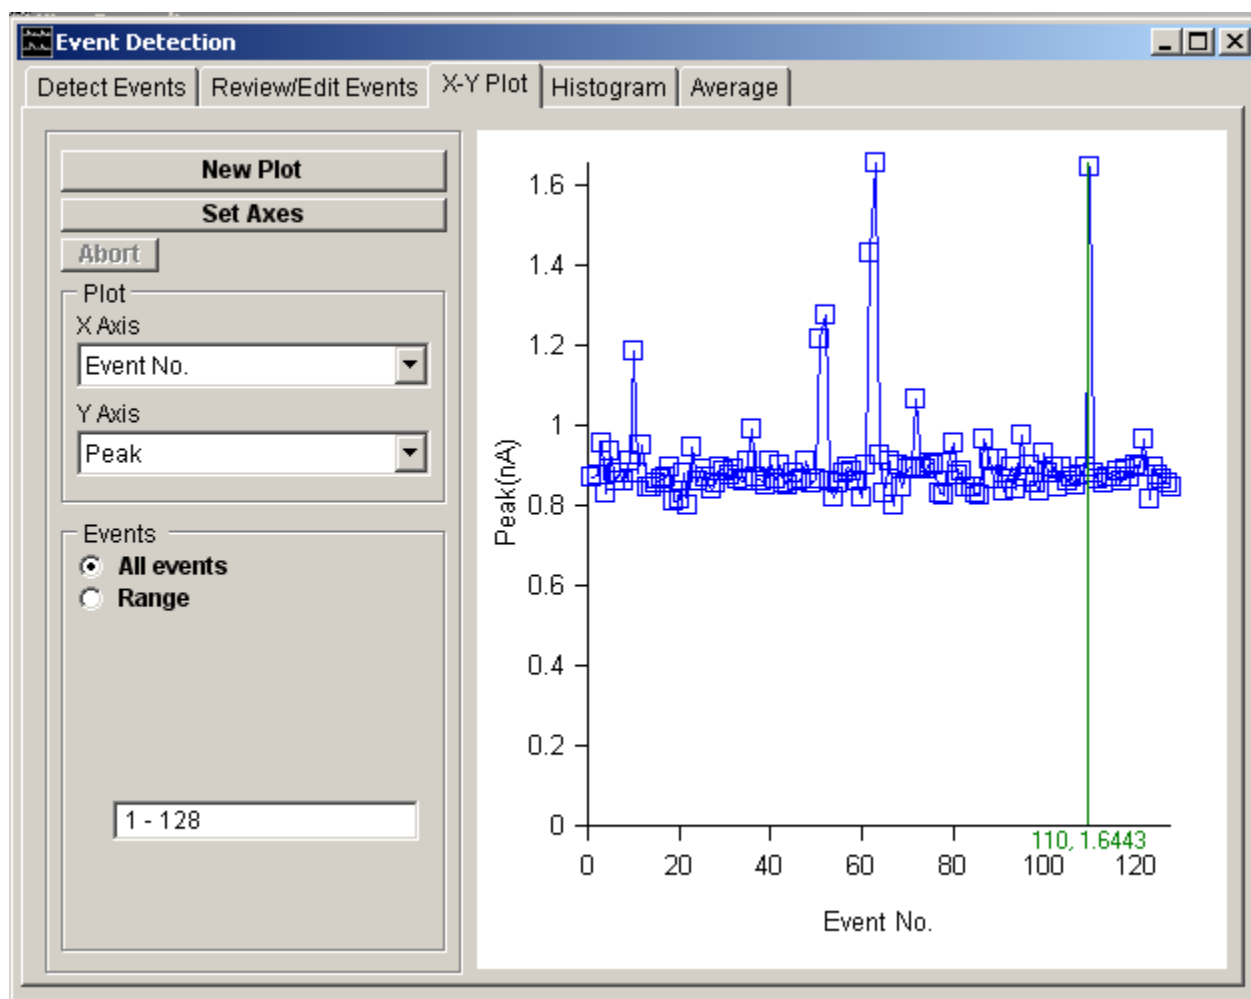 Event Detection
Detect Events
Review/Edit Events
X-Y Plot
Histogram
Average
New Plot
Set Axes
Abort
Plot
X Axis
Event No.
Y Axis
Peak
Events
All events
Range
1 - 128
Peak(nA)
1.6
1.4
1.2
1
0.8
0.6
0.4
0.2
0
110, 1.6443
0 20 40 60 80 100 120
Event No.